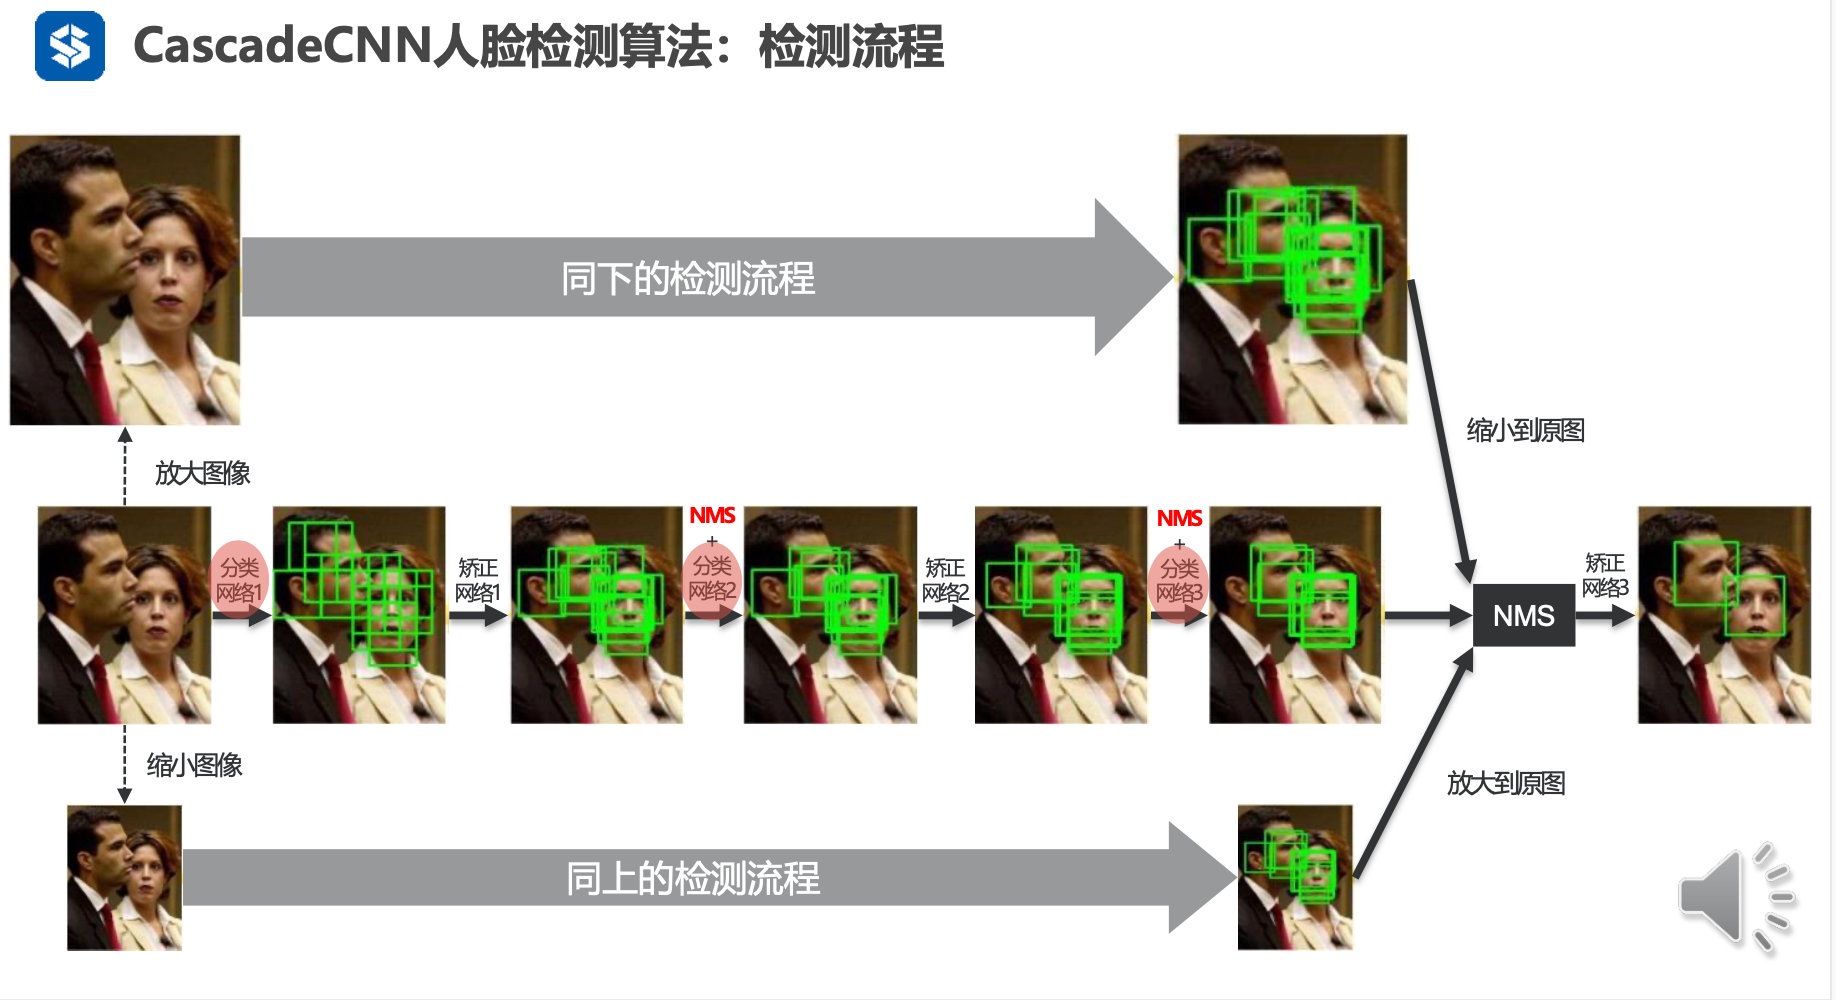 CascadeCNN人脸检测算法：检测流程
同下的检测流程
缩小到原图
放大图像
分类
网络1
矫正
网络1
NMS
+
分类
网络2
矫正
网络2
NMS
+
分类
网络3
NMS
矫正
网络3
缩小图像
放大到原图
同上的检测流程